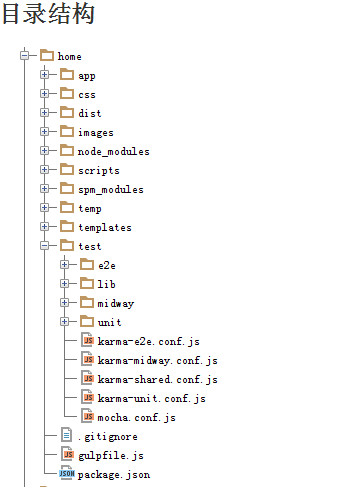 目录结构
home
app
css
dist
images
node_modules
scripts
spm_modules
temp
templates
test
e2e
lib
midway
unit
karma-e2e.conf.js
karma-midway.conf.js
karma-shared.conf.js
karma-unit.conf.js
mocha.conf.js
.gitignore
gulpfile.js
package.json